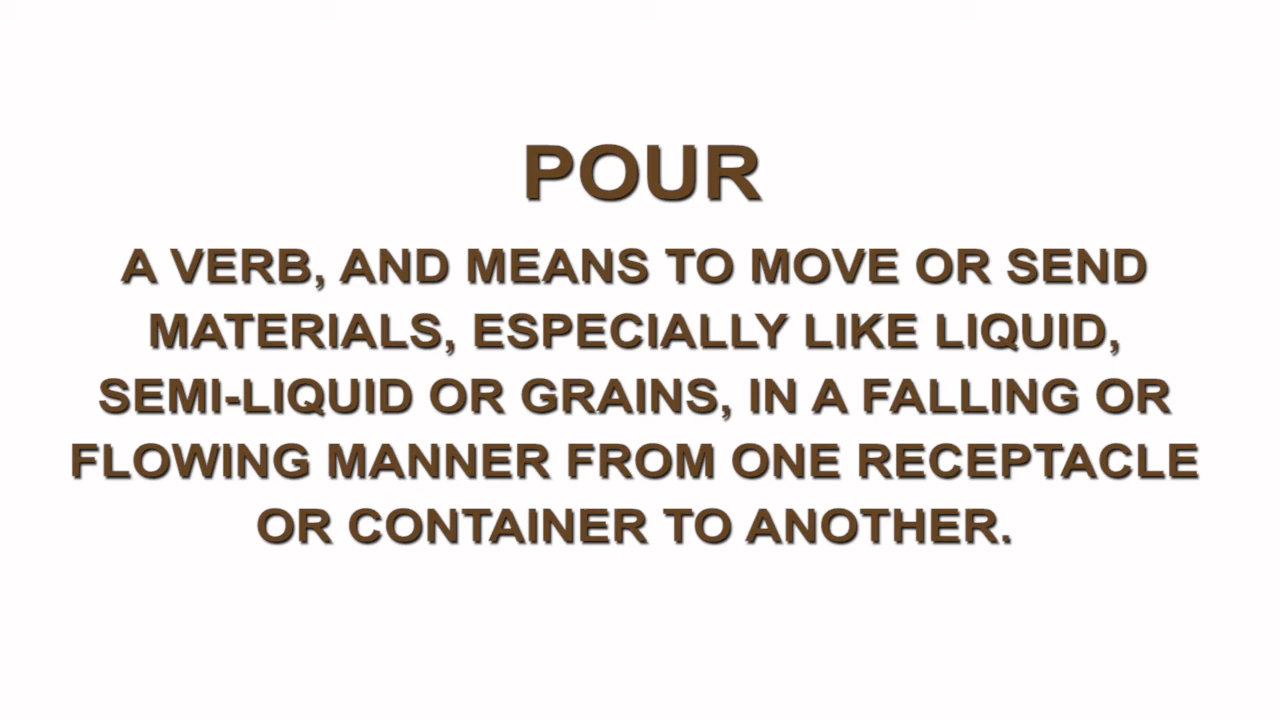 POUR
A VERB, AND MEANS TO MOVE OR SEND
MATERIALS, ESPECIALLY LIKE LIQUID,
SEMI-LIQUID OR GRAINS, IN A FALLING OR
FLOWING MANNER FROM ONE RECEPTACLE
OR CONTAINER TO ANOTHER.